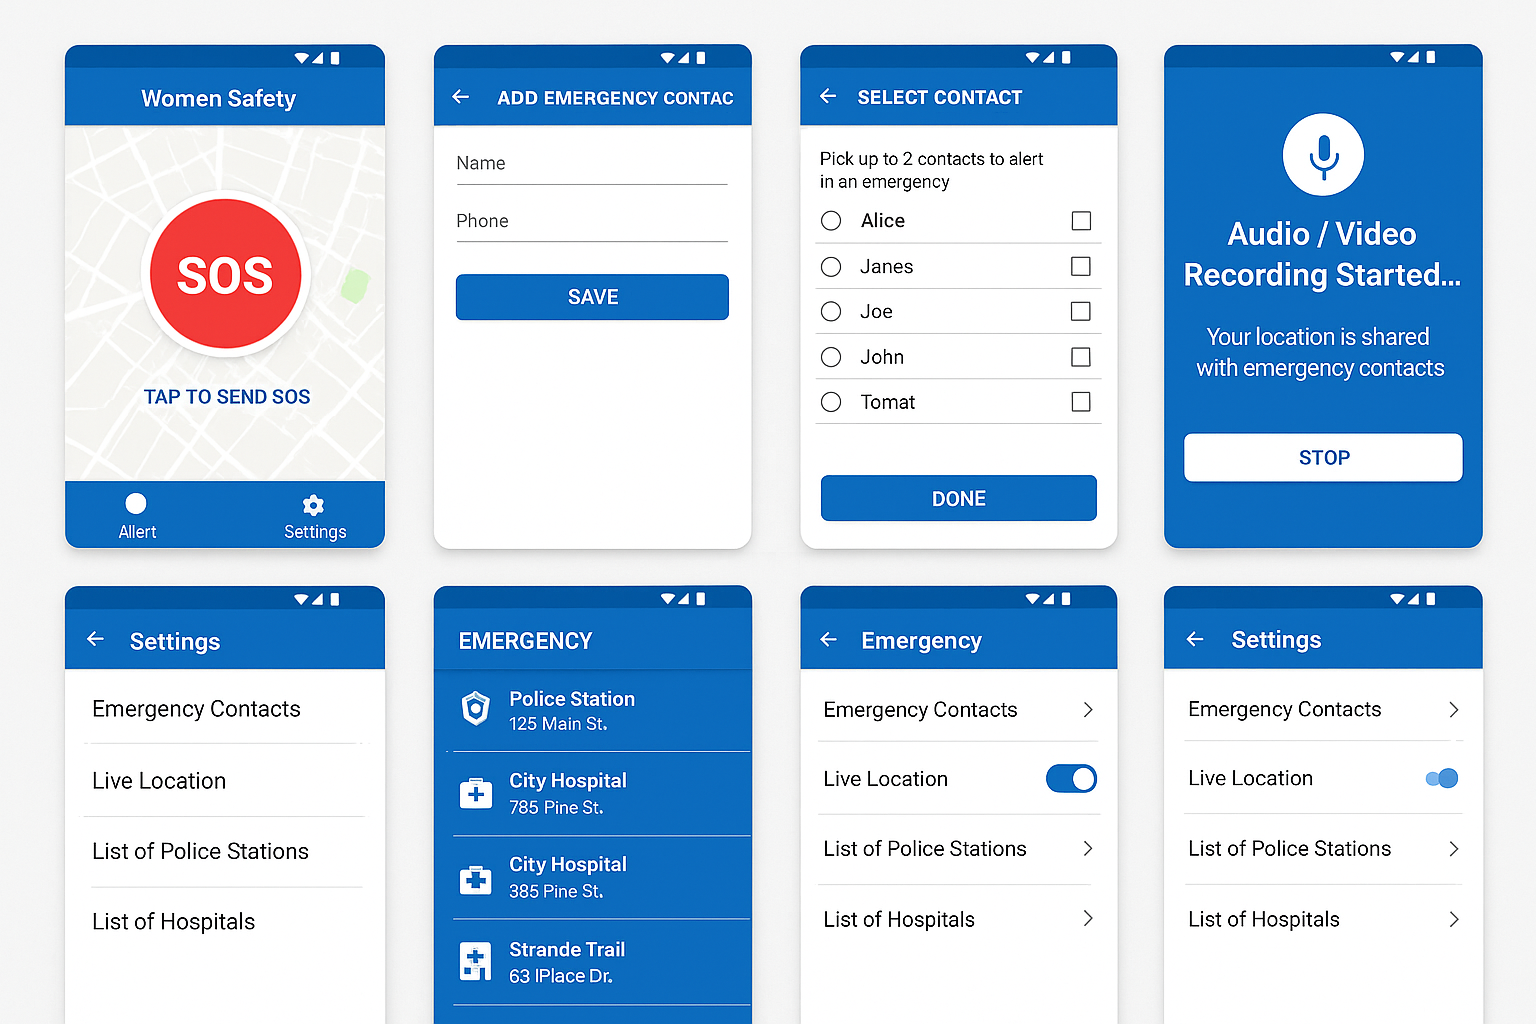 Women Safety
SOS
TAP TO SEND SOS
Allert
Settings
ADD EMERGENCY CONTAC
Name
Phone
SAVE
SELECT CONTACT
Pick up to 2 contacts to alert
in an emergency
Alice
Janes
Joe
John
Tomat
DONE
Audio / Video
Recording Started...
Your location is shared
with emergency contacts
STOP
Settings
Emergency Contacts
Live Location
List of Police Stations
List of Hospitals
EMERGENCY
Police Station
125 Main St.
City Hospital
785 Pine St.
City Hospital
385 Pine St.
Strande Trail
63 lPlace Dr.
Emergency
Emergency Contacts
Live Location
List of Police Stations
List of Hospitals
Settings
Emergency Contacts
Live Location
List of Police Stations
List of Hospitals